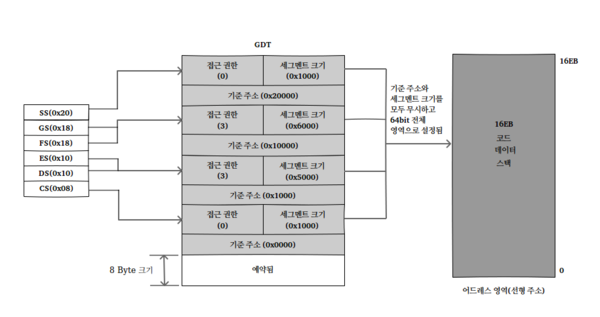 GDT
SS(0x20)
GS(0x18)
FS(0x18)
ES(0x10)
DS(0x10)
CS(0x08)
접근 권한
(0)
세그멘트 크기
(0x1000)
기준 주소 (0x20000)
접근 권한
(3)
세그멘트 크기
(0x6000)
기준 주소 (0x10000)
접근 권한
(3)
세그멘트 크기
(0x5000)
기준 주소 (0x1000)
접근 권한
(0)
세그멘트 크기
(0x1000)
기준 주소 (0x0000)
예약됨
8 Byte 크기
기준 주소와
세그멘트 크기를
모두 무시하고
64bit 전체
영역으로 설정됨
16EB
16EB
코드
데이터
스택
0
어드레스 영역(선형 주소)